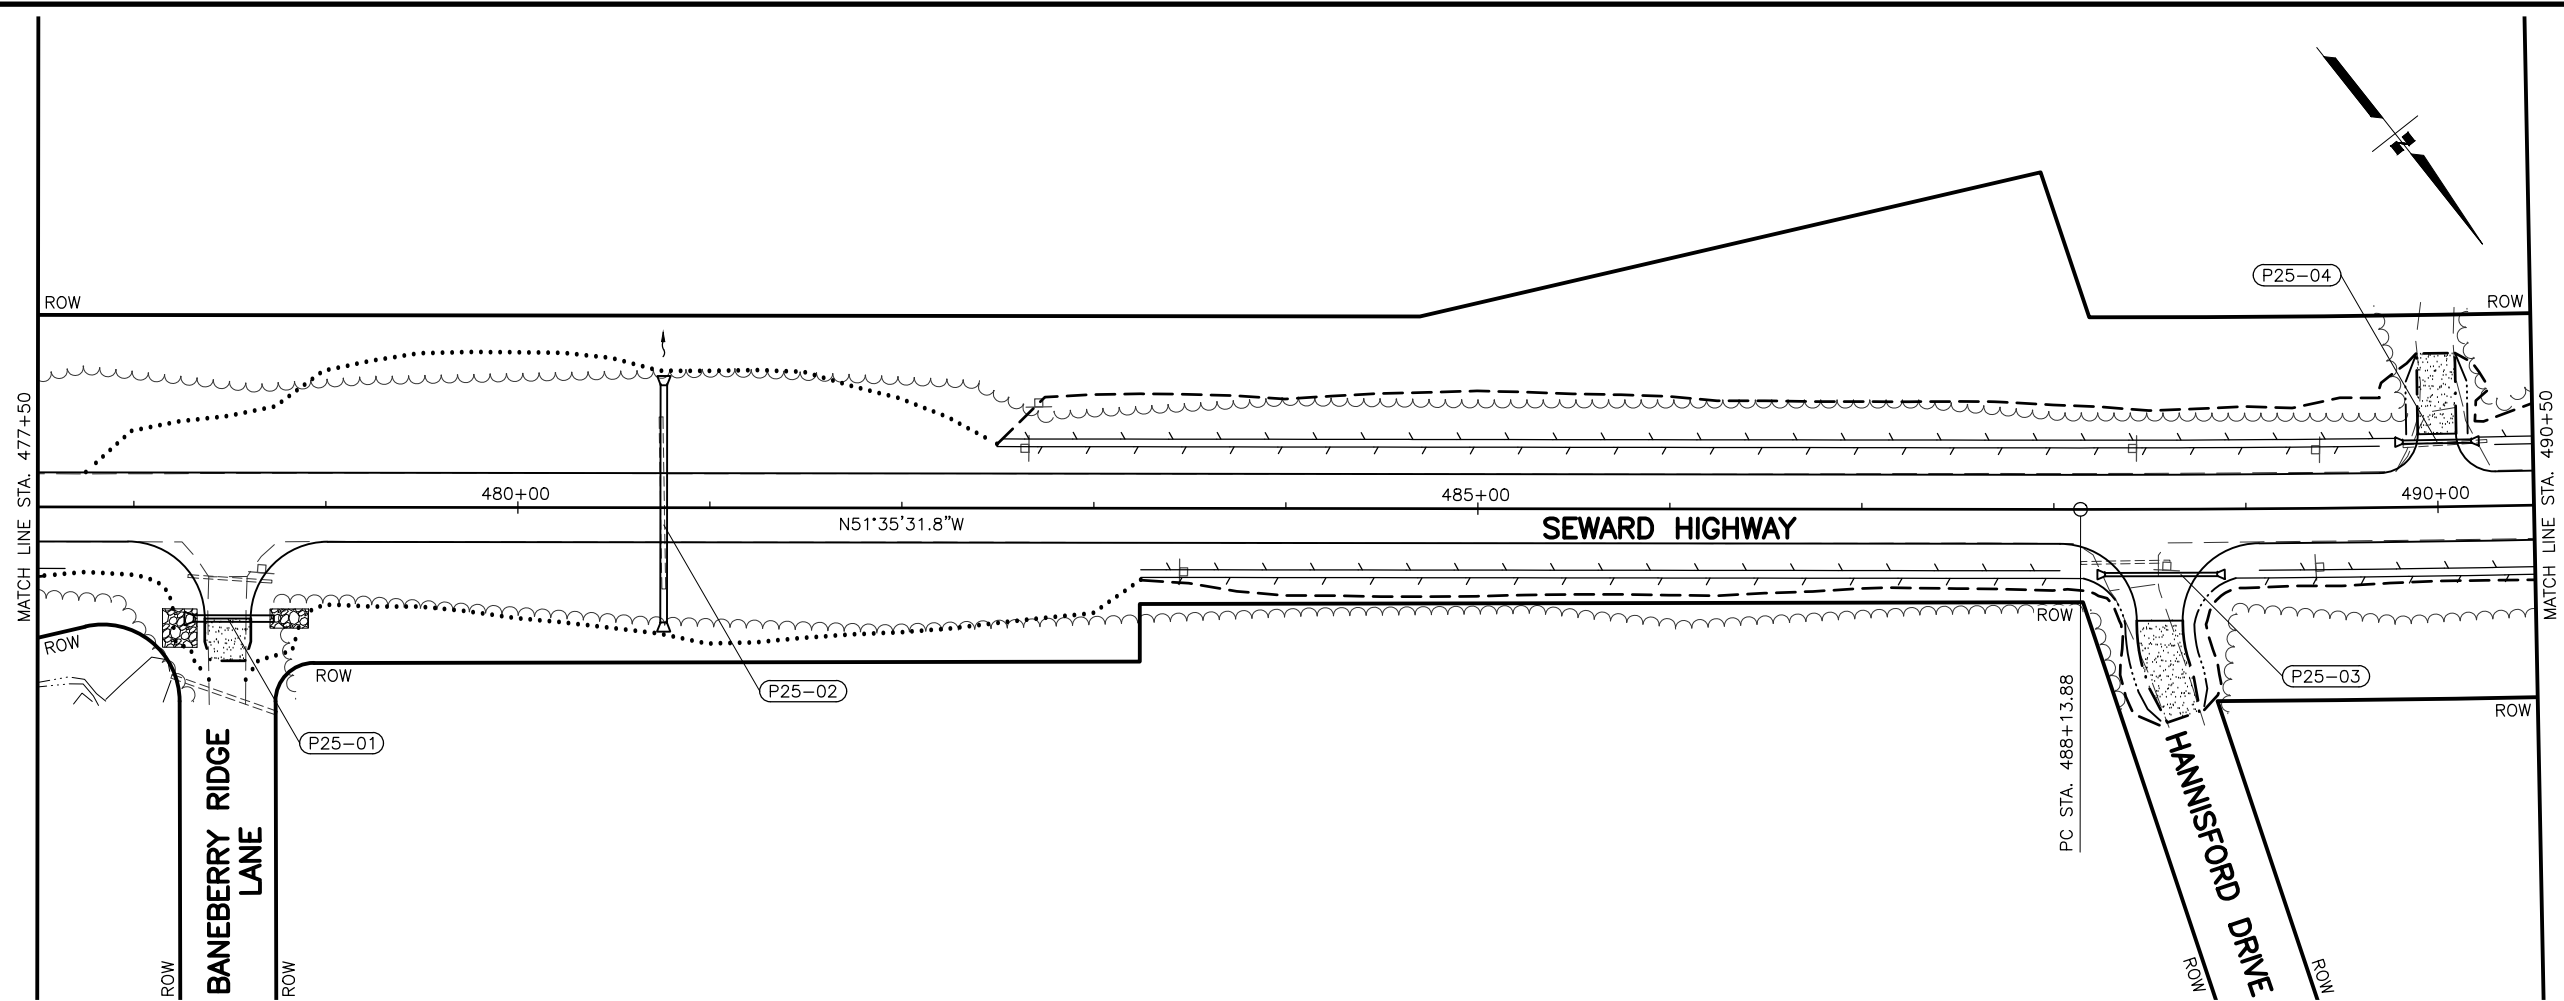 P25-04
ROW
ROW
MATCH LINE STA. 477+50
MATCH LINE STA. 490+50
480+00
485+00
490+00
N51°35'31.8"W
SEWARD HIGHWAY
ROW
ROW
ROW
P25-02
P25-03
ROW
P25-01
PC STA. 488+13.88
BANEBERRY RIDGE
LANE
HANNISFORD DRIVE
ROW
ROW
ROW
ROW
N